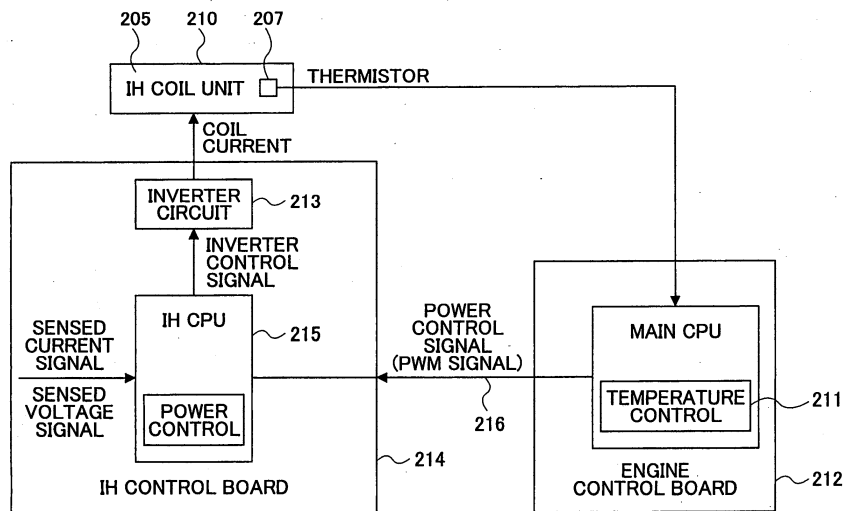 205
210
207
IH COIL UNIT
THERMISTOR
COIL
CURRENT
INVERTER
CIRCUIT
213
INVERTER
CONTROL
SIGNAL
IH CPU
215
SENSED
CURRENT
SIGNAL
SENSED
VOLTAGE
SIGNAL
POWER
CONTROL
214
IH CONTROL BOARD
POWER
CONTROL
SIGNAL
(PWM SIGNAL)
216
MAIN CPU
TEMPERATURE
CONTROL
211
ENGINE
CONTROL BOARD
212